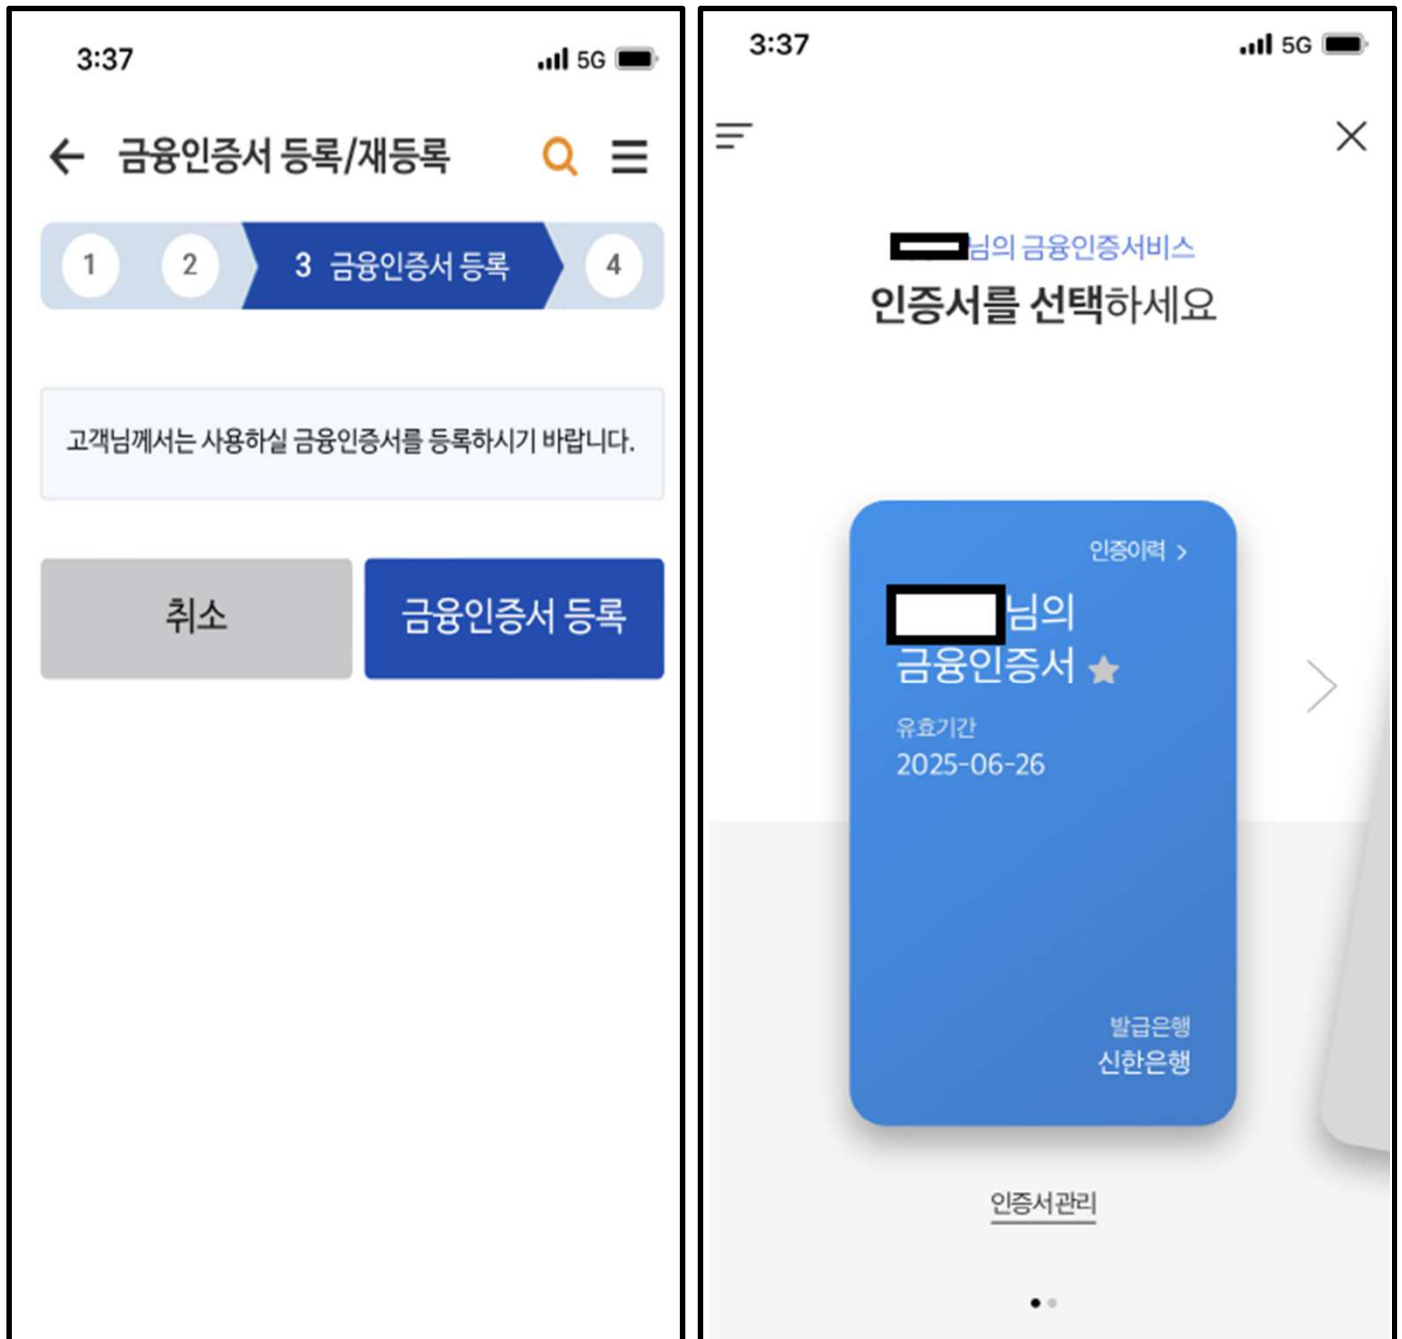 3:37
5G
금융인증서 등록/재등록
1 2 3 금융인증서 등록 4
고객님께서는 사용하실 금융인증서를 등록하시기 바랍니다.
취소 금융인증서 등록
3:37
5G
님의 금융인증서비스
인증서를 선택하세요
인증이력 >
님의
금융인증서
유효기간
2025-06-26
발급은행
신한은행
인증서관리